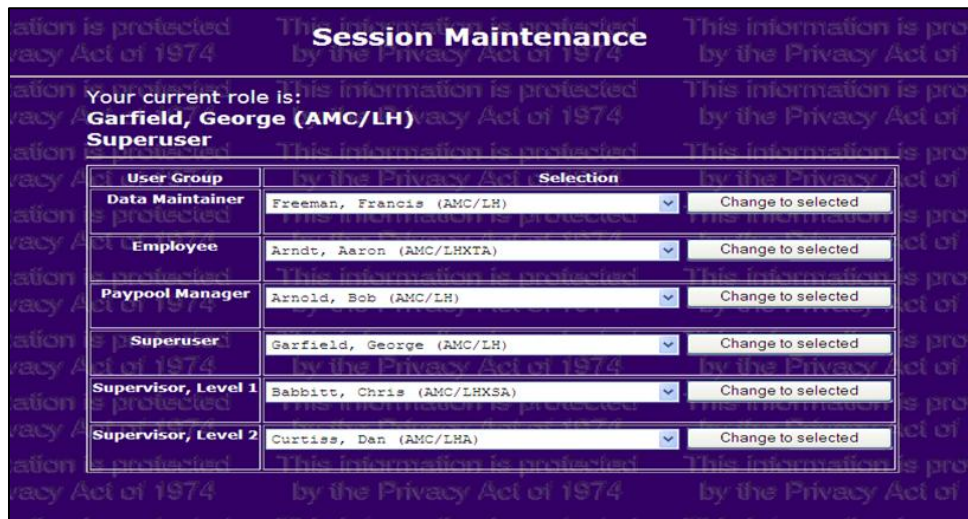 Session Maintenance
Your current role is:
Garfield, George (AMC/LH)
Superuser
User Group Selection
Data Maintainer Freeman, Francis (AMC/LH) Change to selected
Employee Arndt, Aaron (AMC/LHXTA) Change to selected
Paypool Manager Arnold, Bob (AMC/LH) Change to selected
Superuser Garfield, George (AMC/LH) Change to selected
Supervisor, Level 1 Babbitt, Chris (AMC/LHXSA) Change to selected
Supervisor, Level 2 Curtiss, Dan (AMC/LHA) Change to selected
This information is protected
by the Privacy Act of 1974